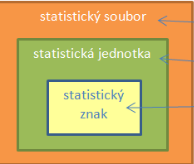 statistický soubor
statistická jednotka
statistický
znak